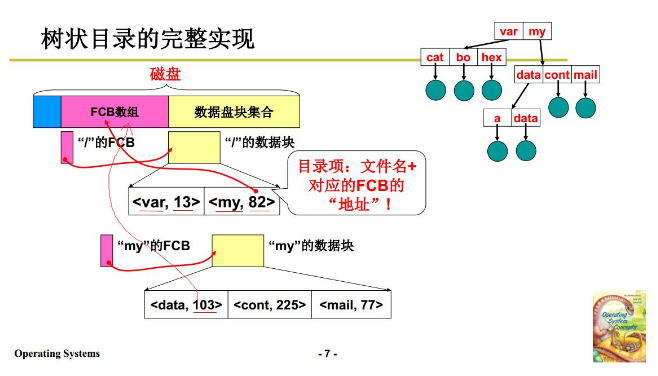 树状目录的完整实现
var my
cat bo hex
data cont mail
a data
磁盘
FCB数组 数据盘块集合
“/”的FCB “/”的数据块
目录项：文件名+
对应的FCB的
“地址”！
<var, 13> <my, 82>
“my”的FCB “my”的数据块
<data, 103> <cont, 225> <mail, 77>
Operating
System
Concepts
Operating Systems - 7 -